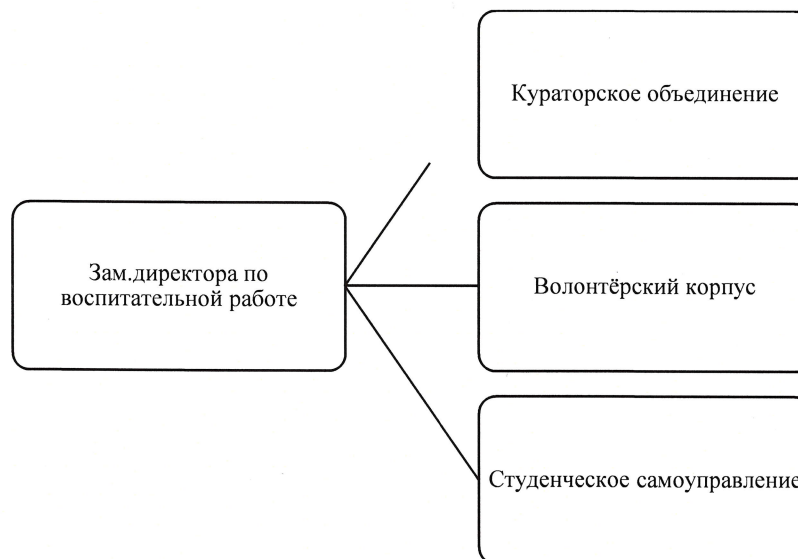 Кураторское объединение
Зам.директора по
воспитательной работе
Волонтёрский корпус
Студенческое самоуправление